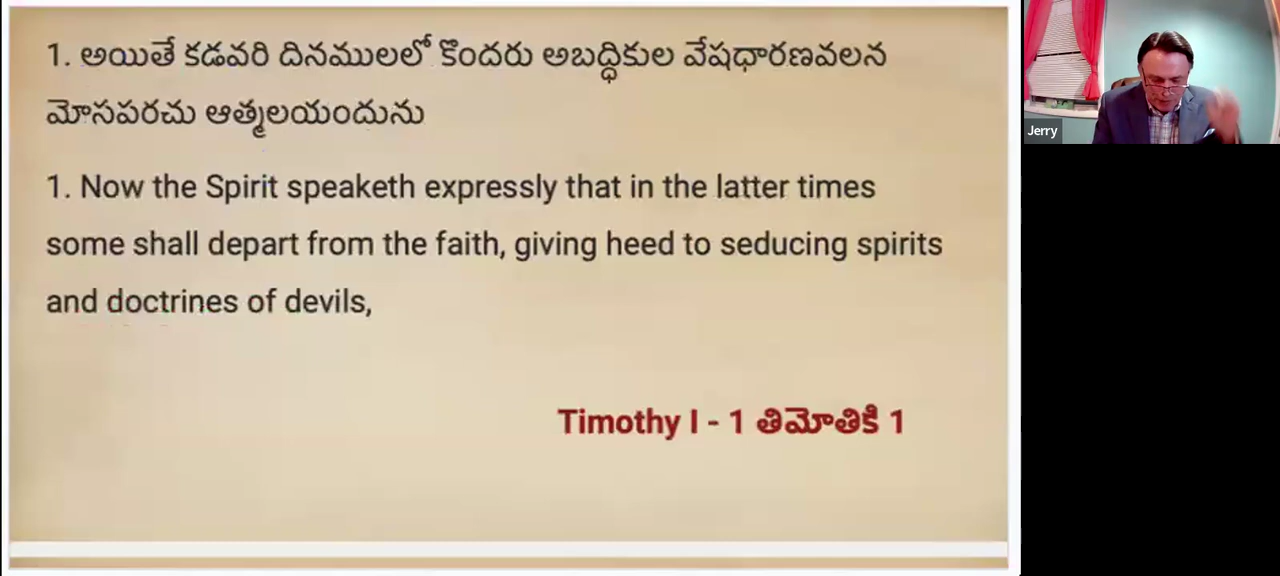 1. అయితే కడవరి దినములలో కొందరు అబద్ధికుల వేషధారణవలన
మోసపరచు ఆత్మలయందును
1. Now the Spirit speaketh expressly that in the latter times
some shall depart from the faith, giving heed to seducing spirits
and doctrines of devils,
Timothy I - 1 తిమోతికి 1
Jerry